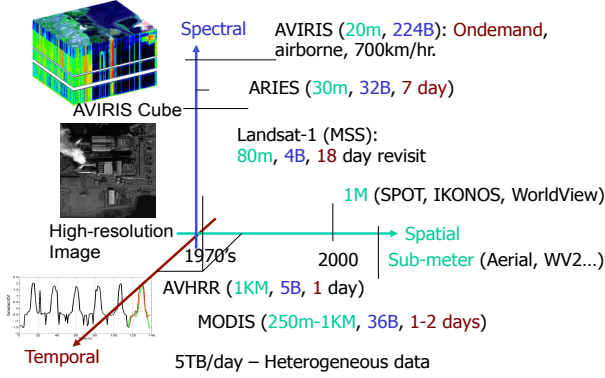 Spectral
AVIRIS (20m, 224B): Ondemand,
airborne, 700km/hr.
ARIES (30m, 32B, 7 day)
AVIRIS Cube
Landsat-1 (MSS):
80m, 4B, 18 day revisit
1M (SPOT, IKONOS, WorldView)
High-resolution
Image
Spatial
1970's
2000
Sub-meter (Aerial, WV2...)
AVHRR (1KM, 5B, 1 day)
MODIS (250m-1KM, 36B, 1-2 days)
Temporal
5TB/day – Heterogeneous data